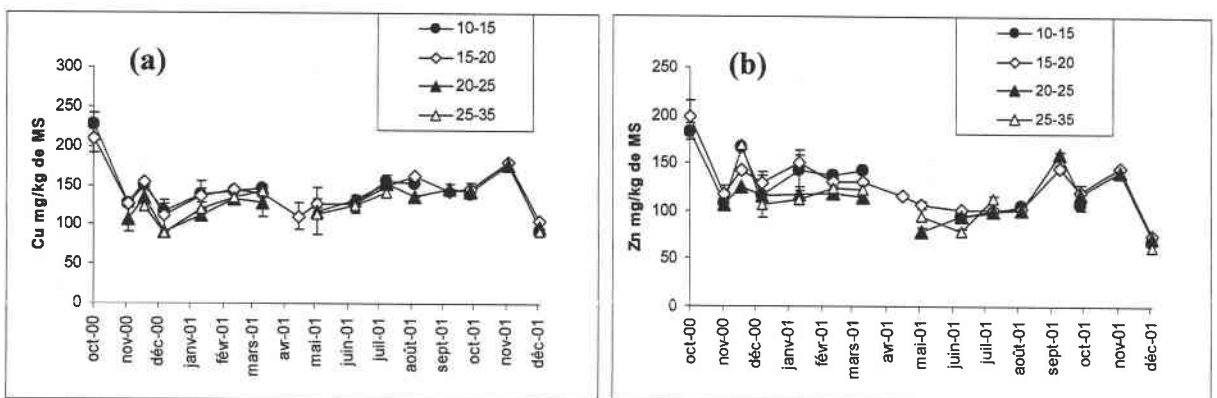 (a)
10-15
15-20
20-25
25-35
Cu mg/kg de MS
300
250
200
150
100
50
0
oct-00
nov-00
déc-00
janv-01
févr-01
mars-01
avr-01
mai-01
juin-01
juil-01
août-01
sept-01
oct-01
nov-01
déc-01
(b)
10-15
15-20
20-25
25-35
Zn mg/kg de MS
250
200
150
100
50
0
oct-00
nov-00
déc-00
janv-01
févr-01
mars-01
avr-01
mai-01
juin-01
juil-01
août-01
sept-01
oct-01
nov-01
déc-01